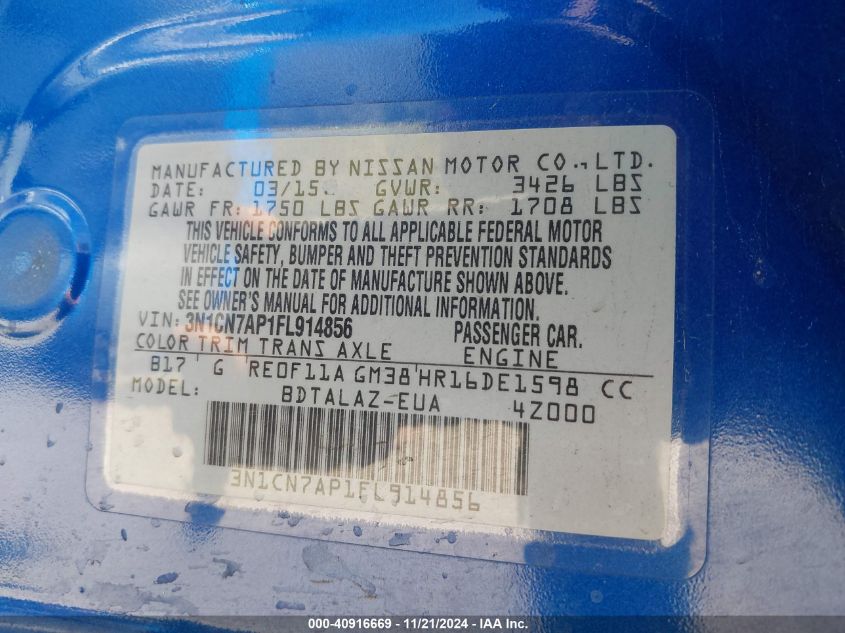 MANUFACTURED BY NISSAN MOTOR CO., LTD.
DATE: 03/15 GVWR: 3426 LBS
GAWR FR: 1750 LBS GAWR RR: 1708 LBS
THIS VEHICLE CONFORMS TO ALL APPLICABLE FEDERAL MOTOR
VEHICLE SAFETY, BUMPER AND THEFT PREVENTION STANDARDS
IN EFFECT ON THE DATE OF MANUFACTURE SHOWN ABOVE.
SEE OWNER'S MANUAL FOR ADDITIONAL INFORMATION.
VIN: 3N1CN7AP1FL914856 PASSENGER CAR.
COLOR TRIM TRANS AXLE ENGINE
B17 G RE0F11A GM38 HR16DE1598 CC
MODEL: BDTALAZ-EUA 4Z000
3N1CN7AP1FL914856
000-40916669 - 11/21/2024 - IAA Inc.